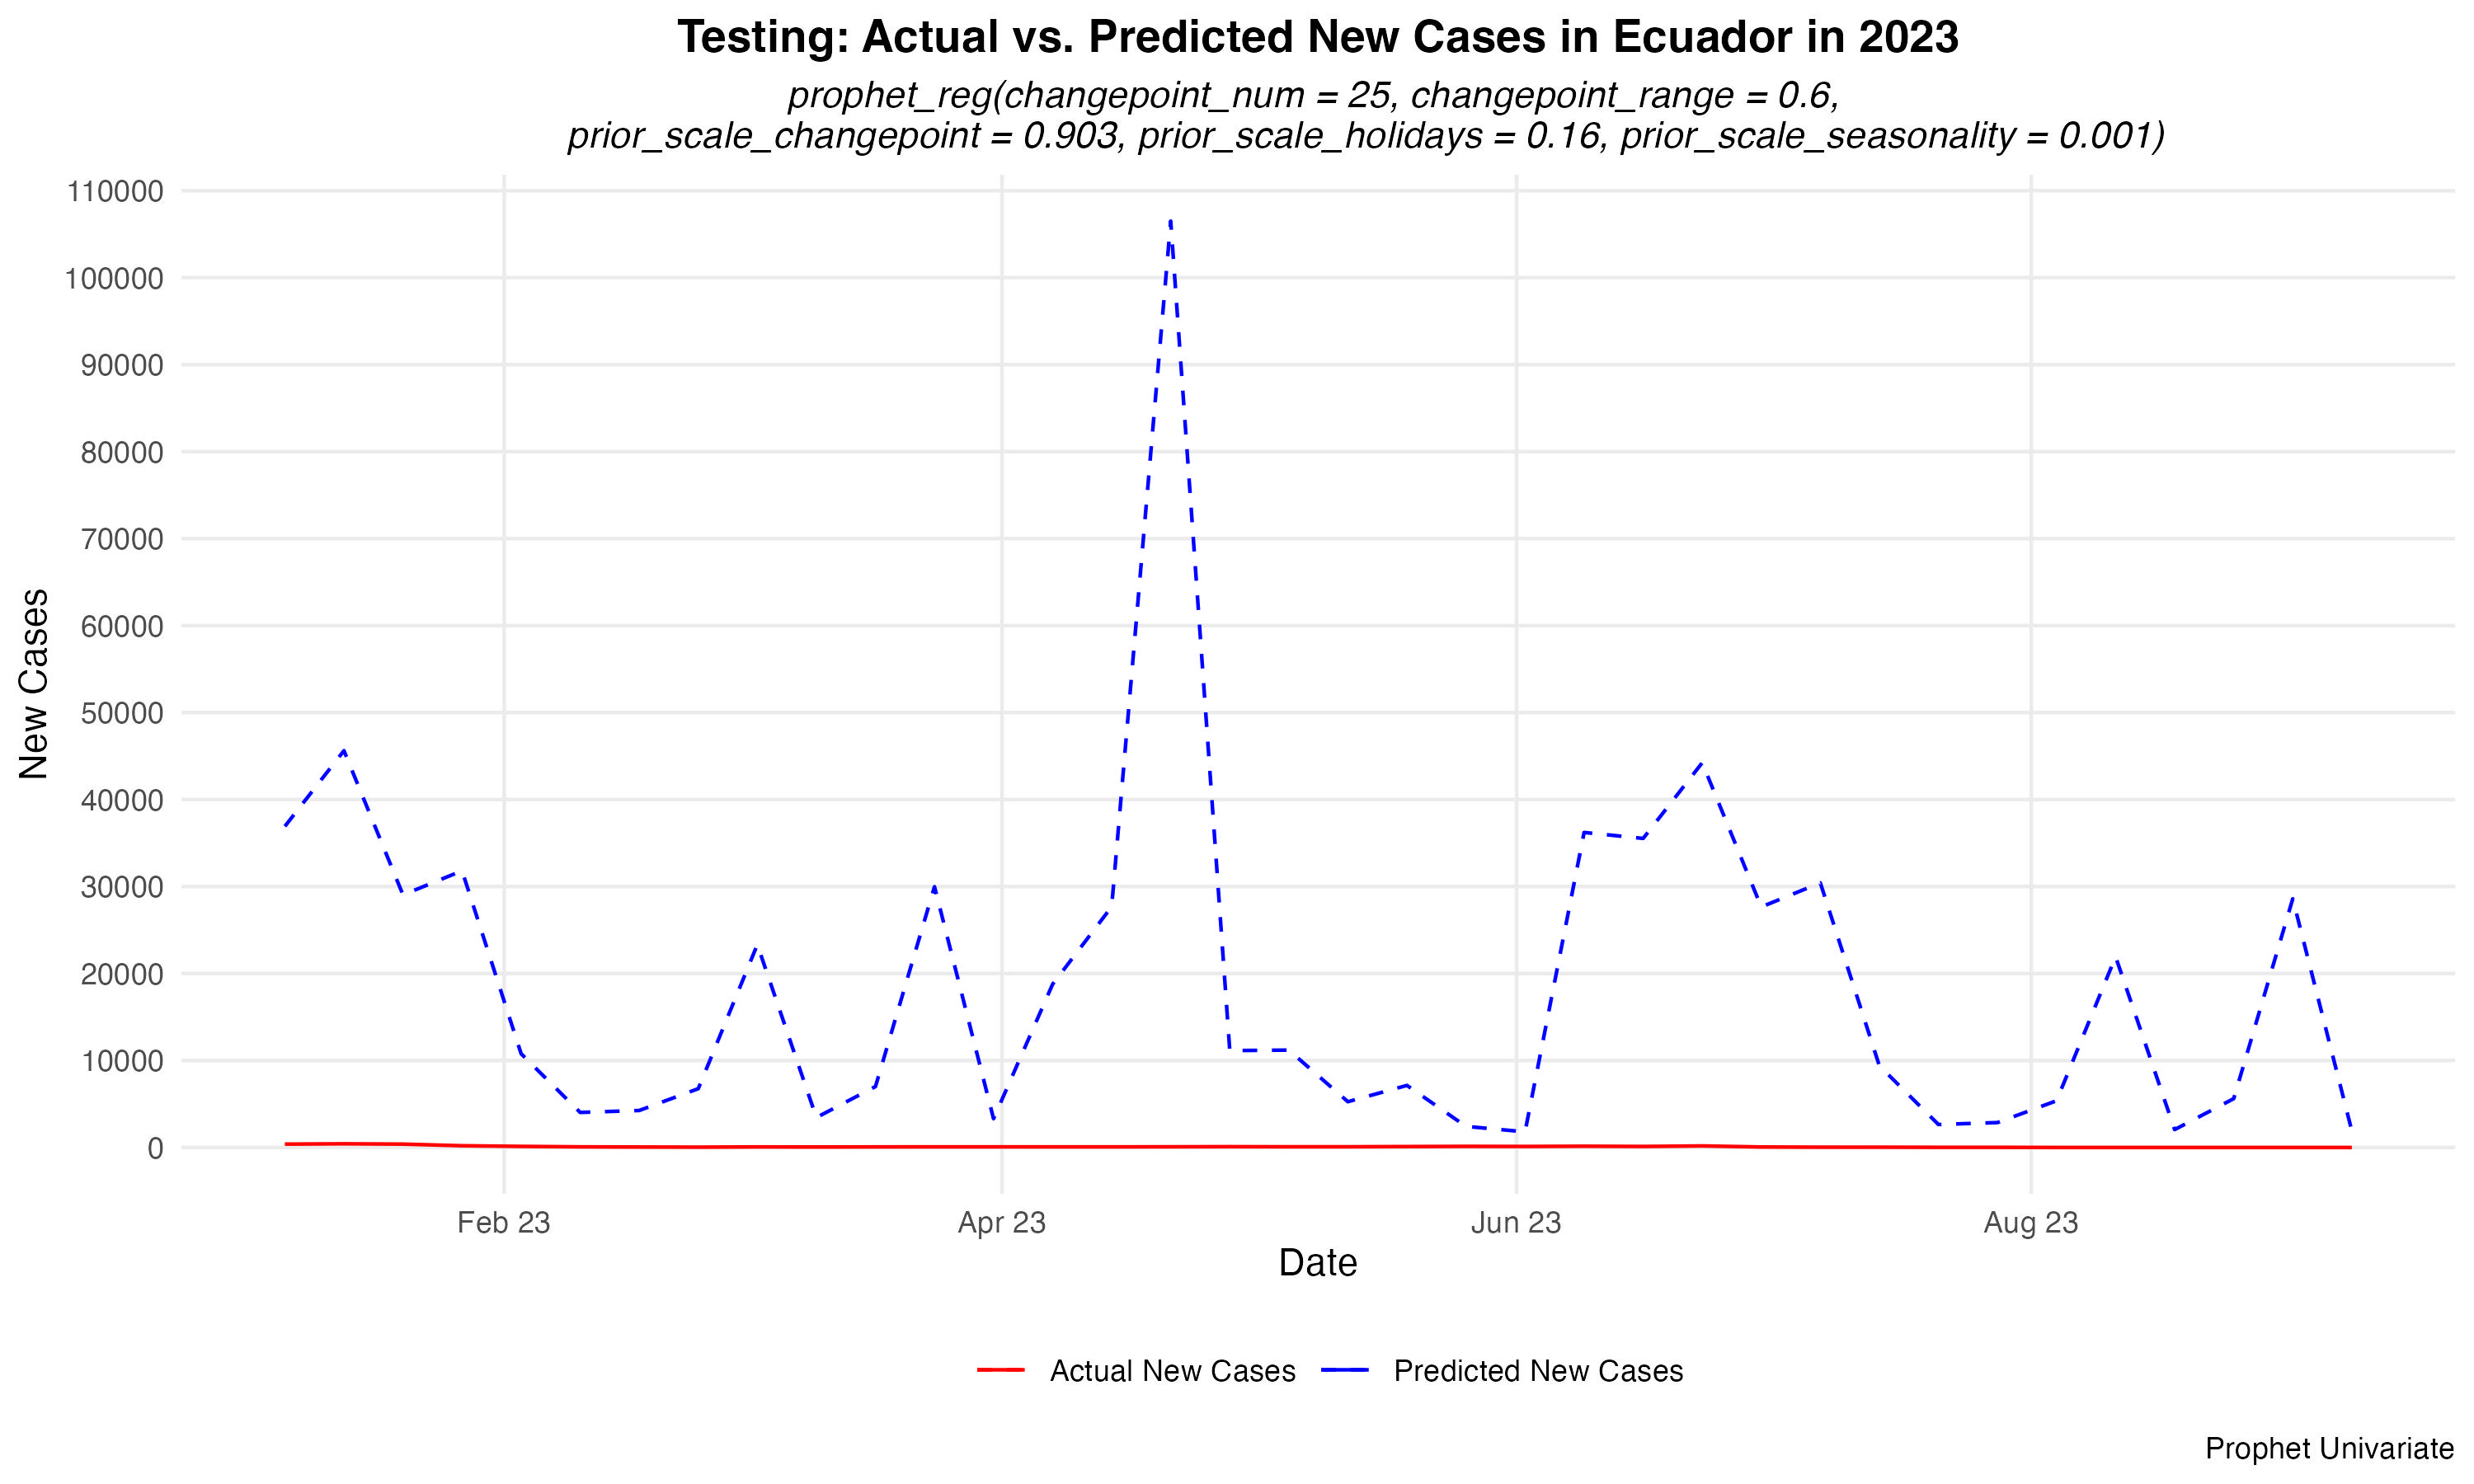 Testing: Actual vs. Predicted New Cases in Ecuador in 2023
prophet_reg(changepoint_num = 25, changepoint_range = 0.6,
prior_scale_changepoint = 0.903, prior_scale_holidays = 0.16, prior_scale_seasonality = 0.001)
New Cases
110000
100000
90000
80000
70000
60000
50000
40000
30000
20000
10000
0
Feb 23 Apr 23 Jun 23 Aug 23
Date
Actual New Cases Predicted New Cases
Prophet Univariate